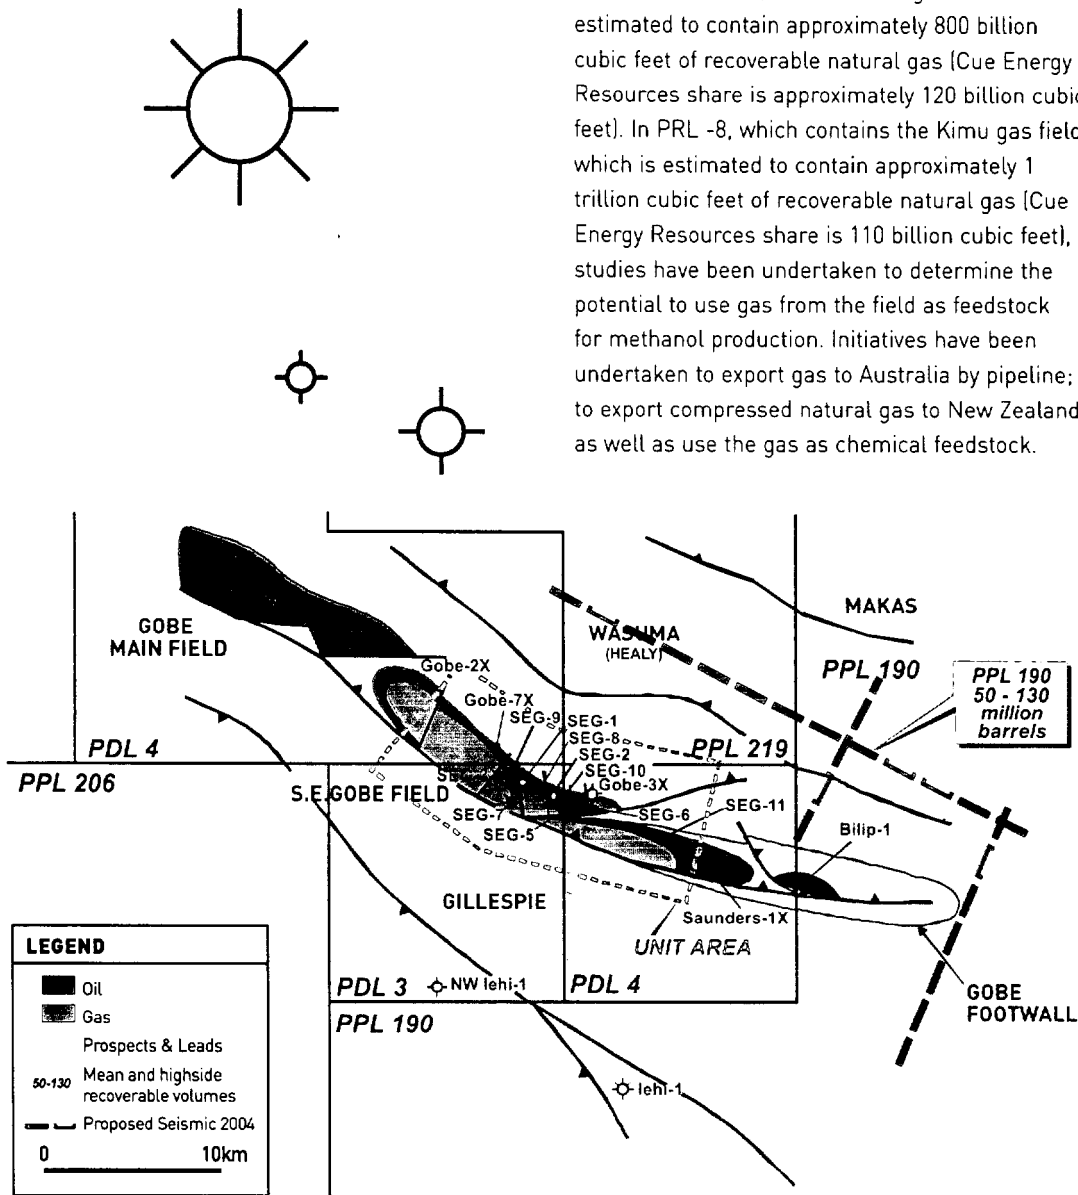 estimated to contain approximately 800 billion
cubic feet of recoverable natural gas (Cue Energy
Resources share is approximately 120 billion cubic
feet). In PRL -8, which contains the Kimu gas field
which is estimated to contain approximately 1
trillion cubic feet of recoverable natural gas (Cue
Energy Resources share is 110 billion cubic feet),
studies have been undertaken to determine the
potential to use gas from the field as feedstock
for methanol production. Initiatives have been
undertaken to export gas to Australia by pipeline;
to export compressed natural gas to New Zealand
as well as use the gas as chemical feedstock.
MAKAS
GOBE
MAIN FIELD
WASUMA
(HEALY)
PPL 190
PPL 190
50 - 130
million
barrels
Gobe-2X
Gobe-7X
SEG-9
SEG-1
SEG-8
SEG-2
SEG-10
Gobe-3X
PDL 4
PPL 219
PPL 206
S.E.GOBE FIELD
SEG-7
SEG-5
SEG-6
SEG-11
Bilip-1
GILLESPIE
Saunders-1X
UNIT AREA
PDL 3
NW Iehi-1
PDL 4
GOBE
FOOTWALL
PPL 190
Iehi-1
LEGEND
Oil
Gas
Prospects & Leads
50-130 Mean and highside
recoverable volumes
Proposed Seismic 2004
0 10km